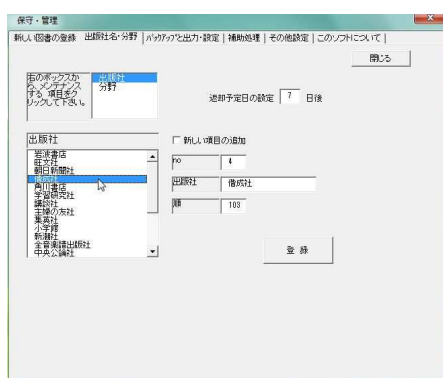 保守・管理
新しい図書の登録 出版社名・分野 バックアップと出力・設定 補助処理 その他設定 このソフトについて
閉じる
右のボックスか
ら、メンテナンス
する 項目をク
リックして下さい。
出版社
分野
返却予定日の設定 7 日後
出版社
新しい項目の追加
岩波書店
旺文社
朝日新聞社
偕成社
角川書店
学習研究社
講談社
主婦の友社
集英社
小学館
新潮社
全音楽譜出版社
中央公論社
no 4
出版社 偕成社
順 103
登 録